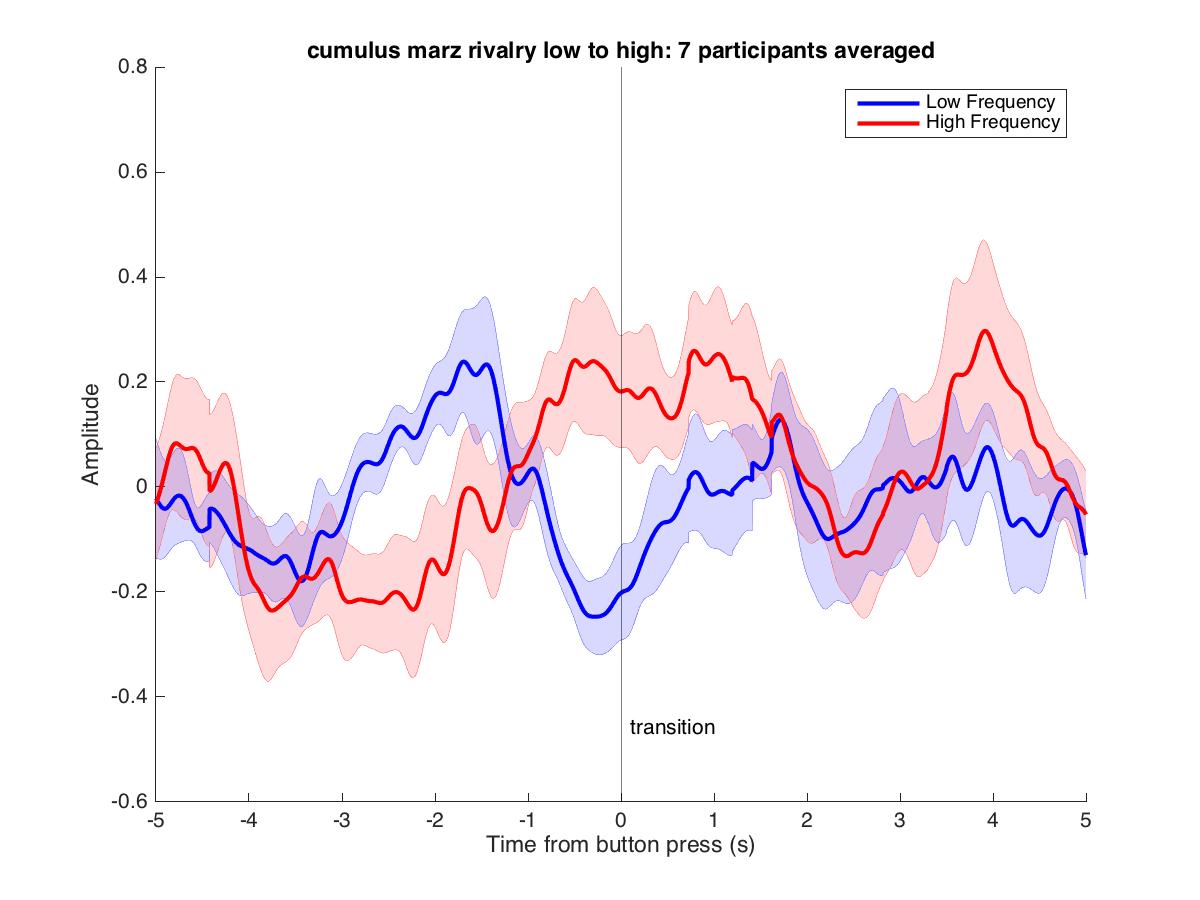 cumulus marz rivalry low to high: 7 participants averaged
0.8
Low Frequency
High Frequency
0.6
0.4
0.2
0
-0.2
-0.4
-0.6
Amplitude
transition
-5 -4 -3 -2 -1 0 1 2 3 4 5
Time from button press (s)